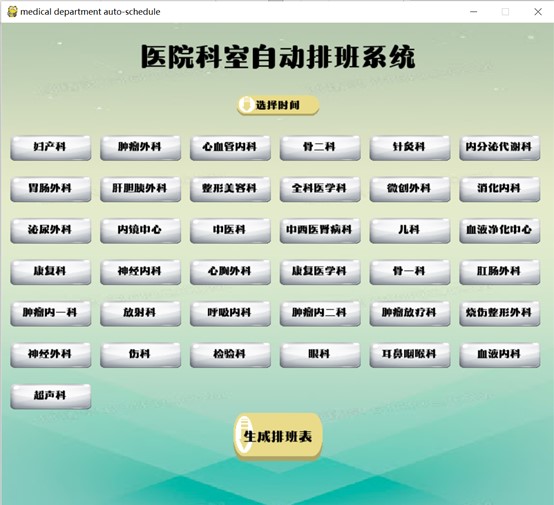 medical department auto-schedule
医院科室自动排班系统
选择时间
妇产科 肿瘤外科 心血管内科 骨二科 针灸科 内分泌代谢科
胃肠外科 肝胆胰外科 整形美容科 全科医学科 微创外科 消化内科
泌尿外科 内镜中心 中医科 中西医肾病科 儿科 血液净化中心
康复科 神经内科 心胸外科 康复医学科 骨一科 肛肠外科
肿瘤内一科 放射科 呼吸内科 肿瘤内二科 肿瘤放疗科 烧伤整形外科
神经外科 伤科 检验科 眼科 耳鼻咽喉科 血液内科
超声科
生成排班表